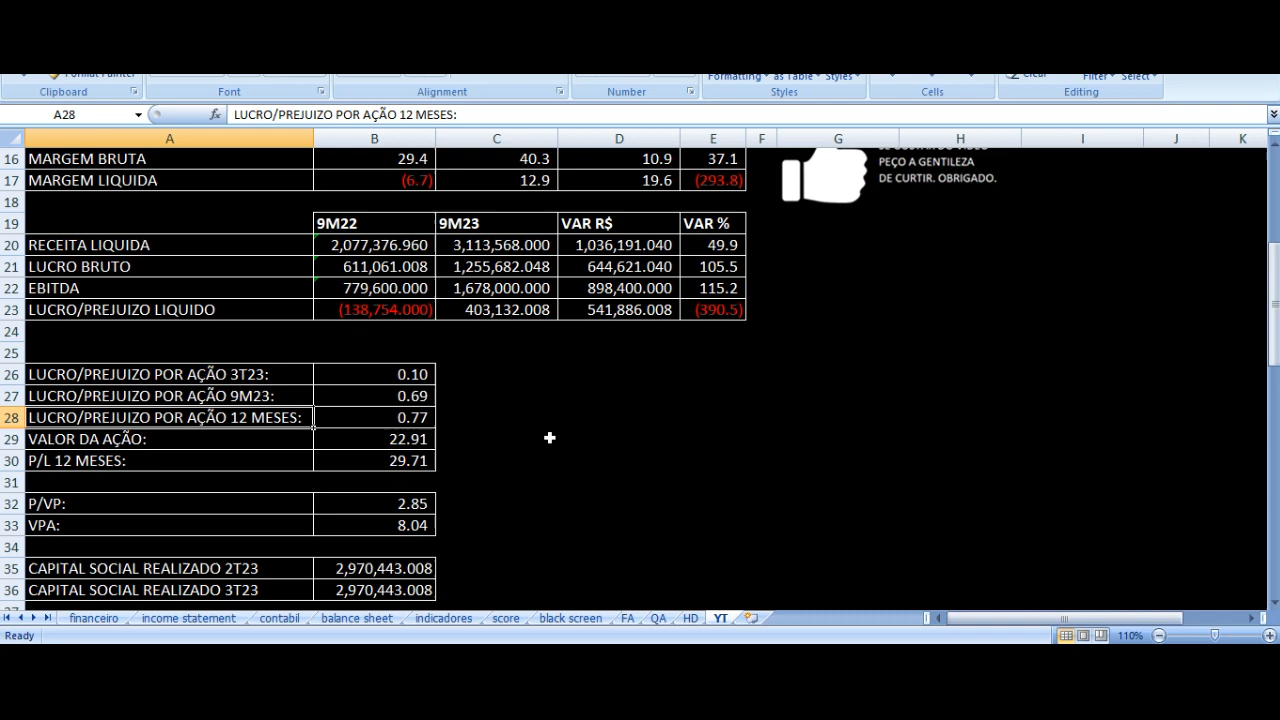 Format Painter
Formatting as Table Styles
Clear
Filter Select
Clipboard Font Alignment Number Styles Cells Editing
A28 fx LUCRO/PREJUIZO POR AÇÃO 12 MESES:
A B C D E F G H I J K
16 MARGEM BRUTA 29.4 40.3 10.9 37.1
17 MARGEM LIQUIDA (6.7) 12.9 19.6 (293.8)
PEÇO A GENTILEZA
DE CURTIR. OBRIGADO.
18
19 9M22 9M23 VAR R$ VAR %
20 RECEITA LIQUIDA 2,077,376.960 3,113,568.000 1,036,191.040 49.9
21 LUCRO BRUTO 611,061.008 1,255,682.048 644,621.040 105.5
22 EBITDA 779,600.000 1,678,000.000 898,400.000 115.2
23 LUCRO/PREJUIZO LIQUIDO (138,754.000) 403,132.008 541,886.008 (390.5)
24
25
26 LUCRO/PREJUIZO POR AÇÃO 3T23: 0.10
27 LUCRO/PREJUIZO POR AÇÃO 9M23: 0.69
28 LUCRO/PREJUIZO POR AÇÃO 12 MESES: 0.77
29 VALOR DA AÇÃO: 22.91
30 P/L 12 MESES: 29.71
31
32 P/VP: 2.85
33 VPA: 8.04
34
35 CAPITAL SOCIAL REALIZADO 2T23 2,970,443.008
36 CAPITAL SOCIAL REALIZADO 3T23 2,970,443.008
financeiro income statement contabil balance sheet indicadores score black screen FA QA HD YT
Ready 110%